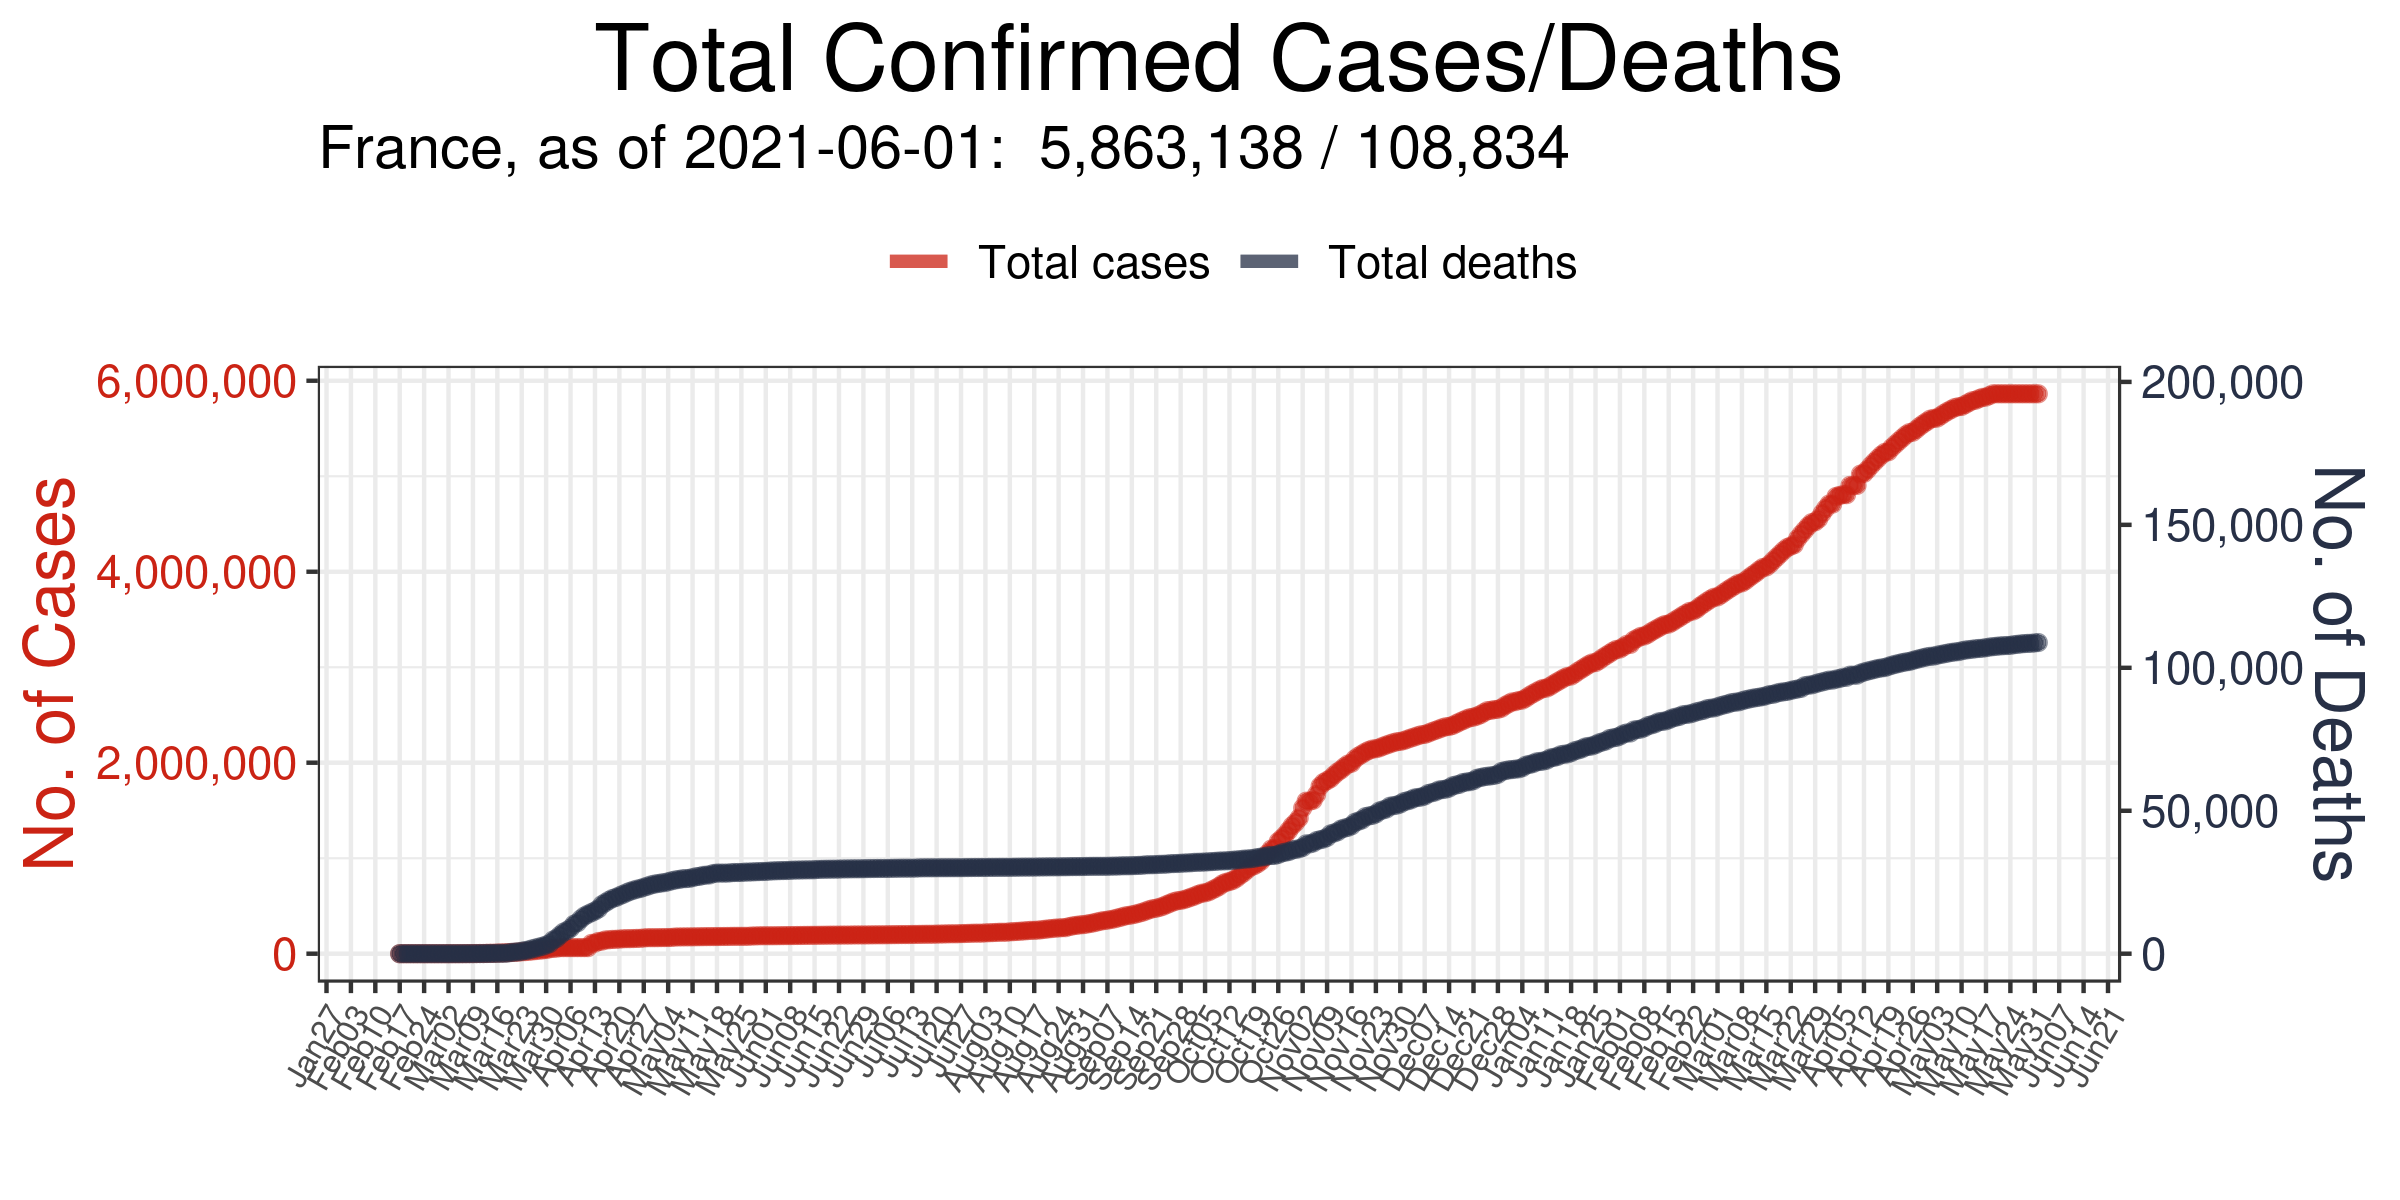 Total Confirmed Cases/Deaths
France, as of 2021-06-01: 5,863,138 / 108,834
Total cases
Total deaths
No. of Cases
6,000,000
4,000,000
2,000,000
0
200,000
150,000
100,000
50,000
0
No. of Deaths
Jan27
Feb03
Feb10
Feb17
Feb24
Mar02
Mar09
Mar16
Mar23
Mar30
Apr06
Apr13
Apr20
Apr27
May04
May11
May18
May25
Jun01
Jun08
Jun15
Jun22
Jun29
Jul06
Jul13
Jul20
Jul27
Aug03
Aug10
Aug17
Aug24
Aug31
Sep07
Sep14
Sep21
Sep28
Oct05
Oct12
Oct19
Oct26
Nov02
Nov09
Nov16
Nov23
Nov30
Dec07
Dec14
Dec21
Dec28
Jan04
Jan11
Jan18
Jan25
Feb01
Feb08
Feb15
Feb22
Mar01
Mar08
Mar15
Mar22
Mar29
Apr05
Apr12
Apr19
Apr26
May03
May10
May17
May24
May31
Jun07
Jun14
Jun21